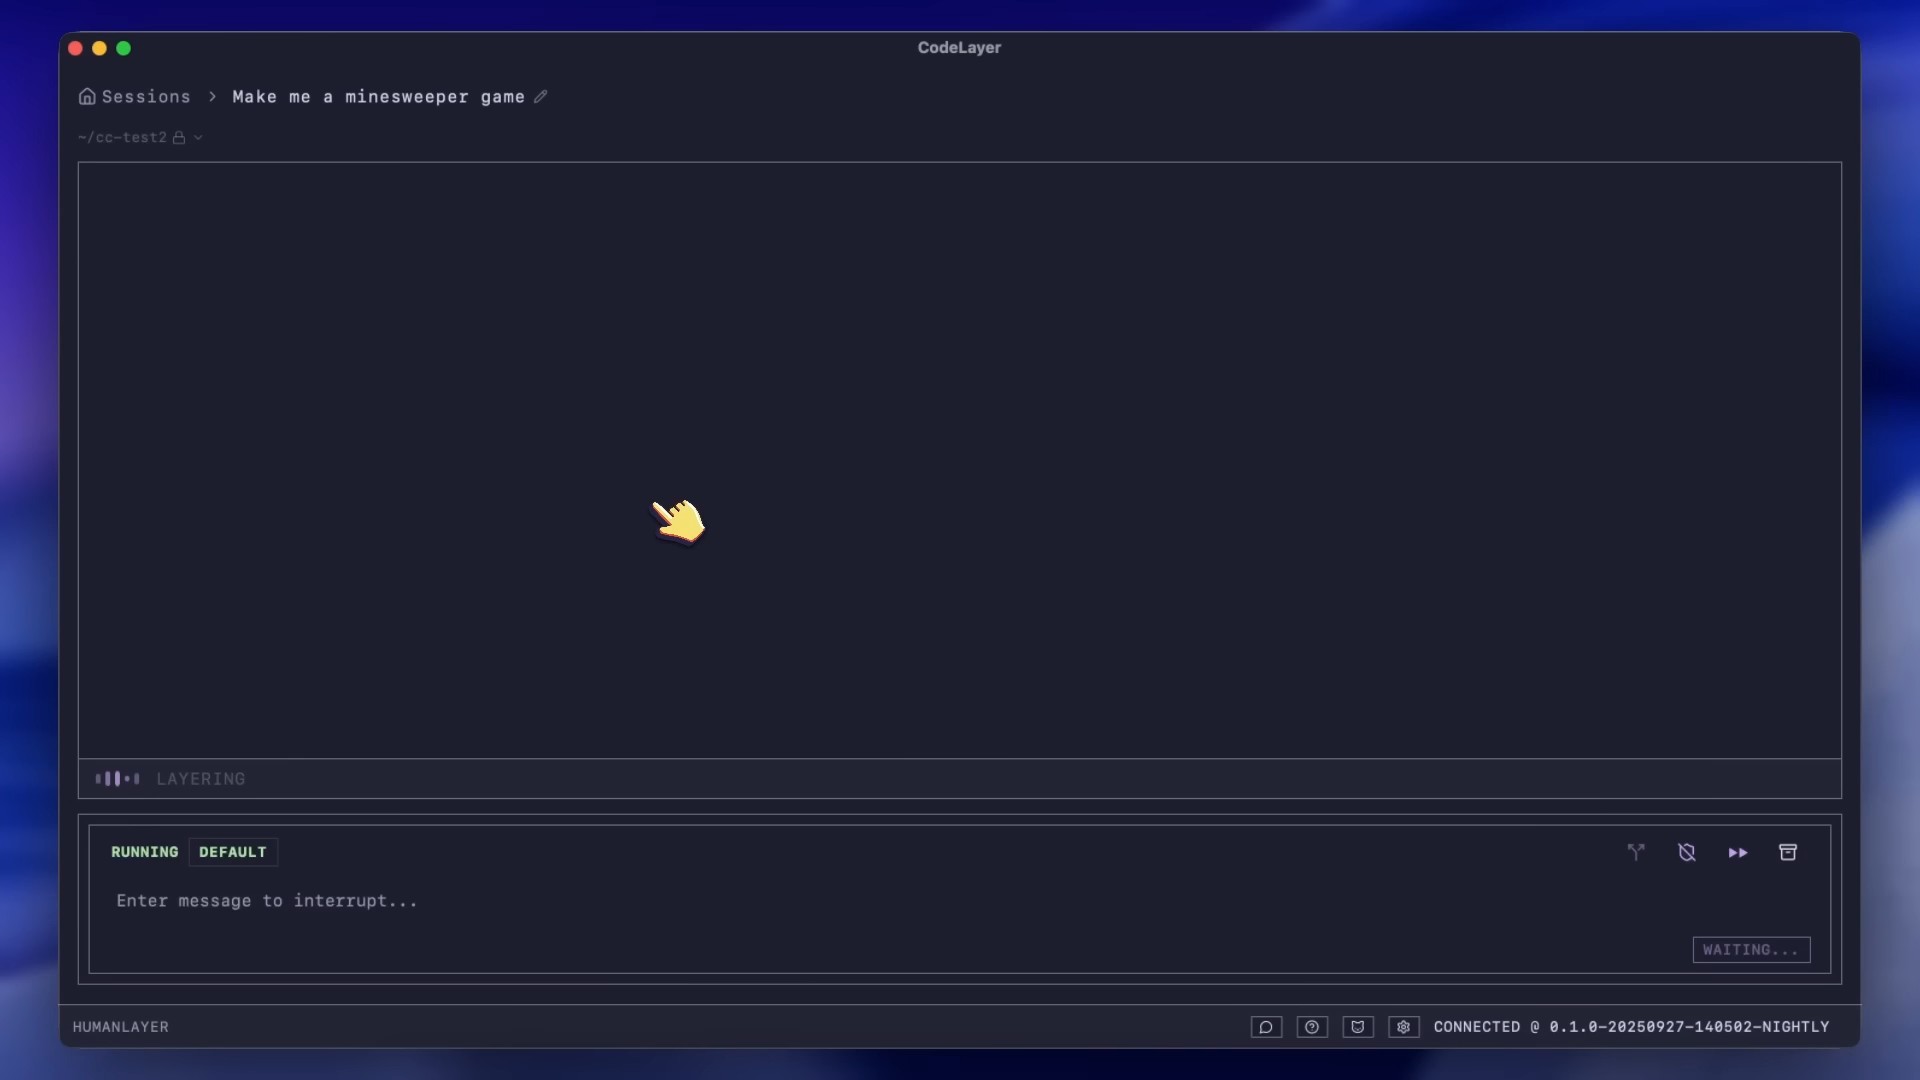 CodeLayer
Sessions > Make me a minesweeper game
~/cc-test2
LAYERING
RUNNING DEFAULT
Enter message to interrupt...
WAITING...
HUMANLAYER
CONNECTED @ 0.1.0-20250927-140502-NIGHTLY